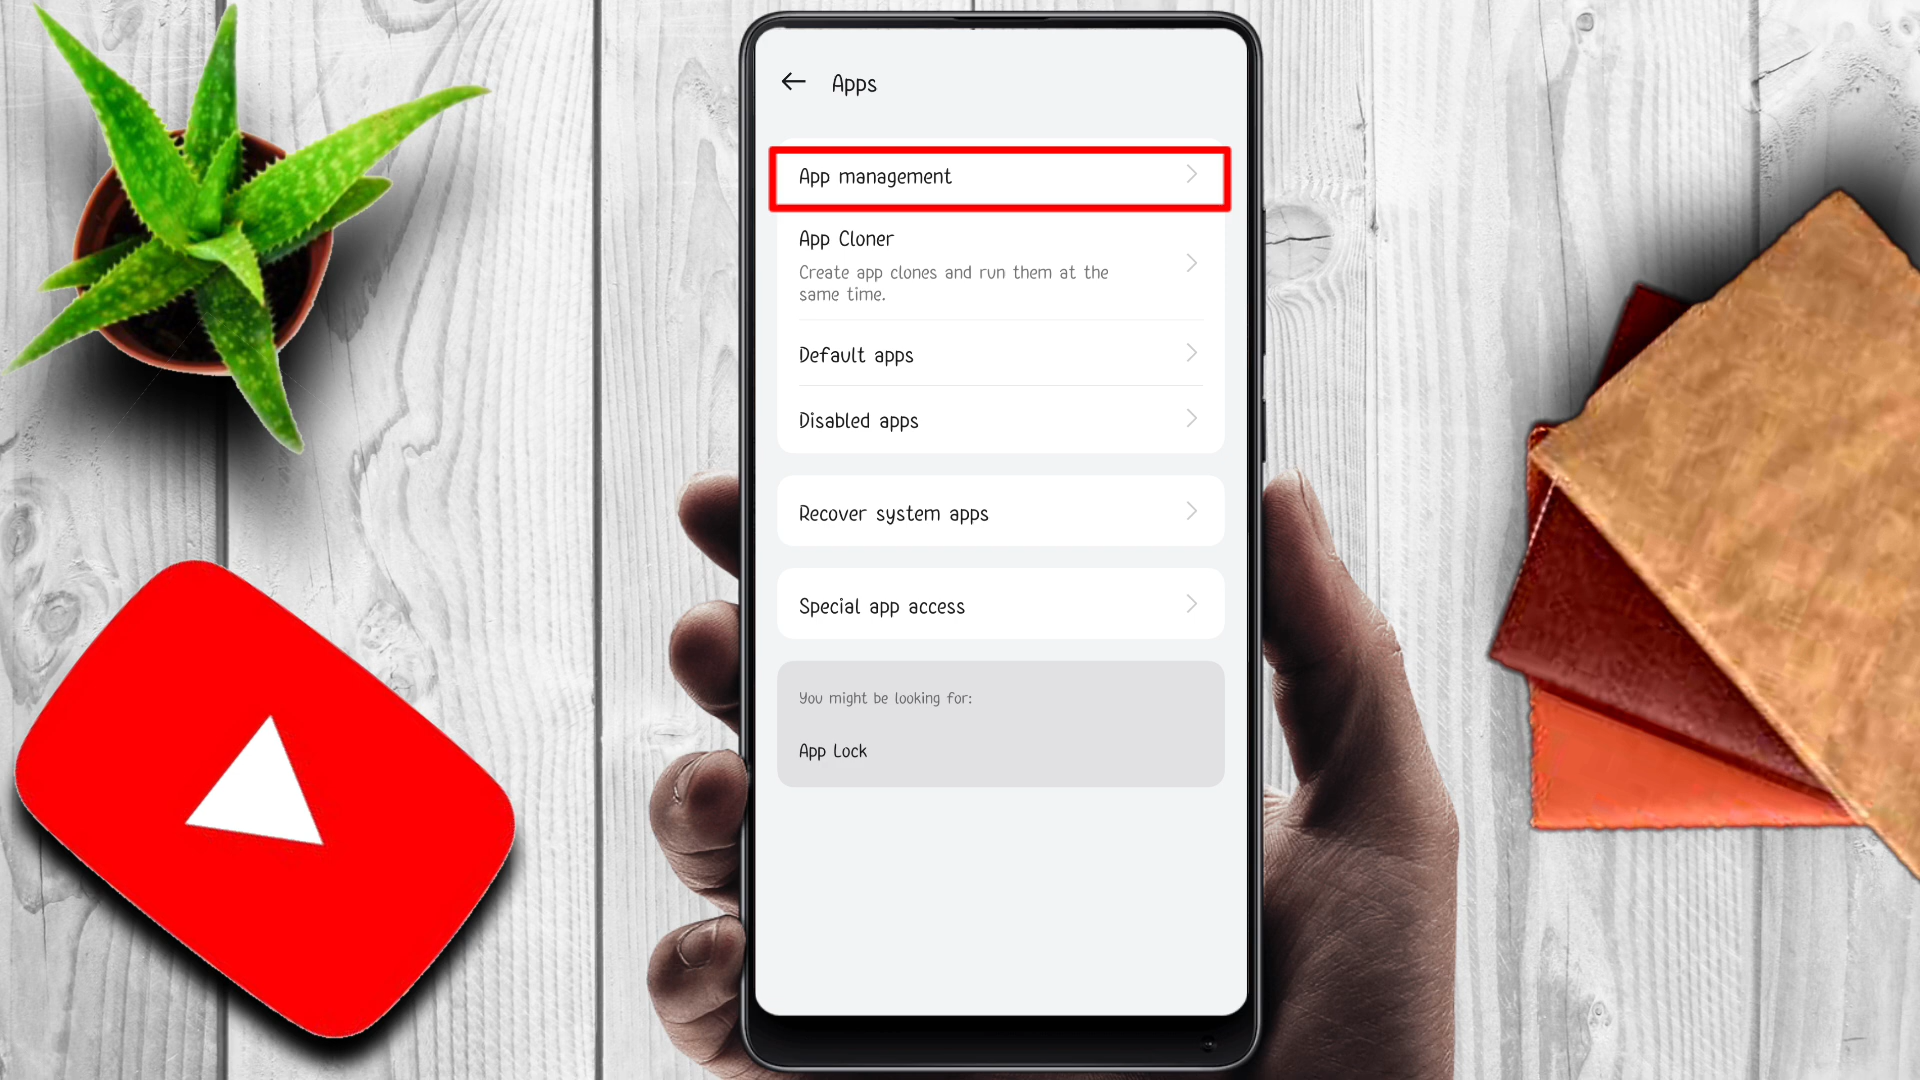 Apps
App management
App Cloner
Create app clones and run them at the
same time.
Default apps
Disabled apps
Recover system apps
Special app access
You might be looking for:
App Lock